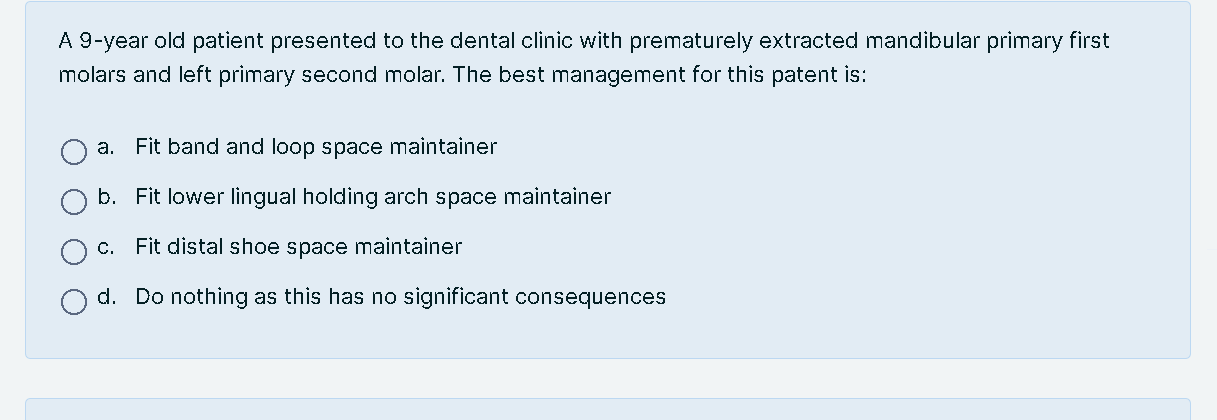 A 9-year old patient presented to the dental clinic with prematurely extracted mandibular primary first
molars and left primary second molar. The best management for this patent is:
a. Fit band and loop space maintainer
b. Fit lower lingual holding arch space maintainer
c. Fit distal shoe space maintainer
d. Do nothing as this has no significant consequences